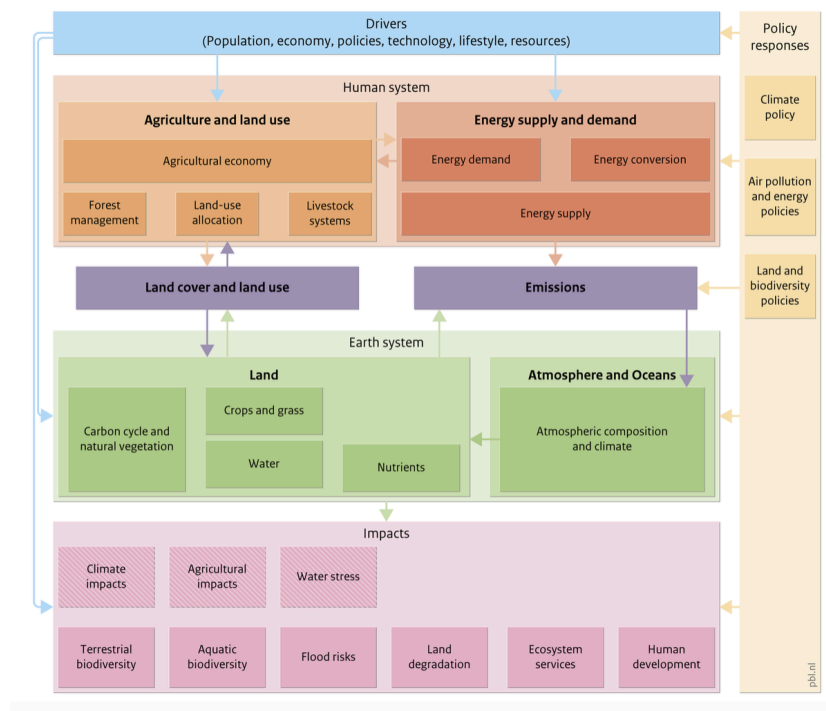 Drivers
(Population, economy, policies, technology, lifestyle, resources)
Policy
responses
Human system
Agriculture and land use
Energy supply and demand
Climate
policy
Agricultural economy
Energy demand
Energy conversion
Air pollution
and energy
policies
Forest
management
Land-use
allocation
Livestock
systems
Energy supply
Land cover and land use
Emissions
Land and
biodiversity
policies
Earth system
Land
Atmosphere and Oceans
Carbon cycle and
natural vegetation
Crops and grass
Water
Nutrients
Atmospheric composition
and climate
Impacts
Climate
impacts
Agricultural
impacts
Water stress
Terrestrial
biodiversity
Aquatic
biodiversity
Flood risks
Land
degradation
Ecosystem
services
Human
development
pbl.nl